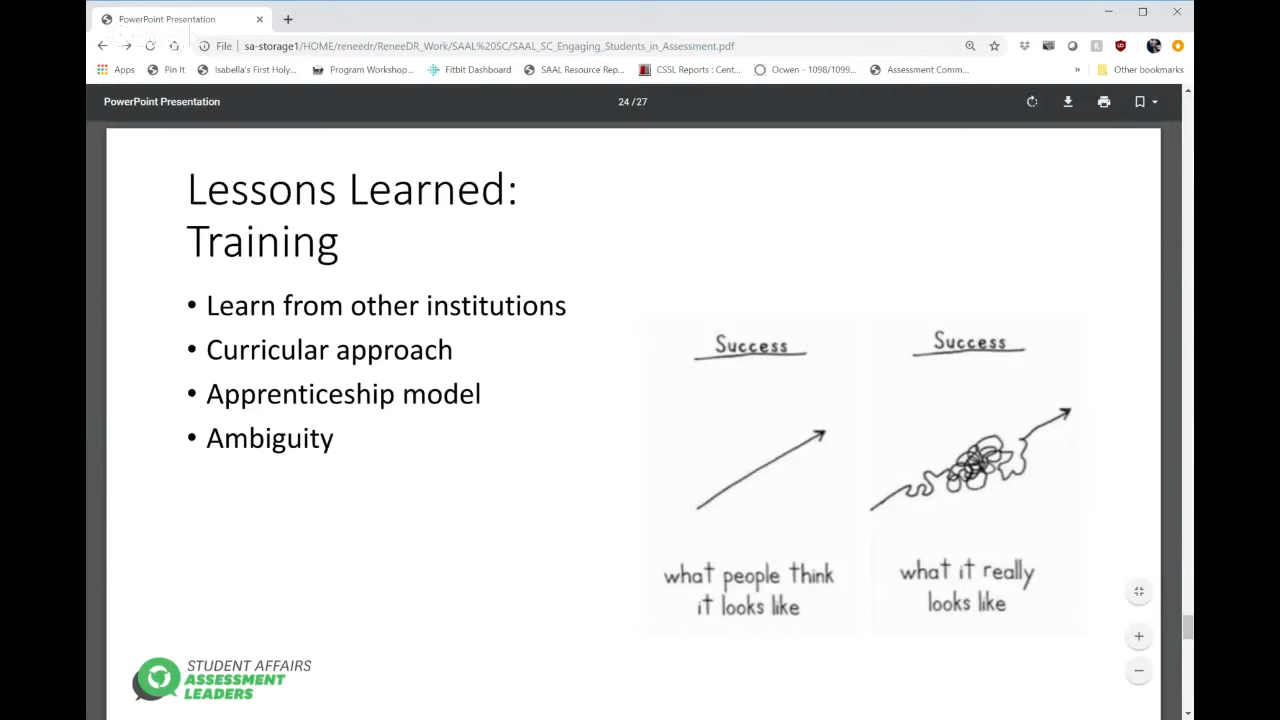 PowerPoint Presentation
File
sa-storage1/HOME/reneedr/ReneeDR_Work/SAAL%20SC/SAAL_SC_Engaging_Students_in_Assessment.pdf
Apps
Pin It
Isabella's First Holy...
Program Workshop...
Fitbit Dashboard
SAAL Resource Rep...
CSSL Reports : Cent...
Ocwen - 1098/1099...
Assessment Comm...
»
Other bookmarks
PowerPoint Presentation
24 / 27
Lessons Learned:
Training
• Learn from other institutions
• Curricular approach
• Apprenticeship model
• Ambiguity
Success
what people think
it looks like
Success
what it really
looks like
STUDENT AFFAIRS
ASSESSMENT
LEADERS